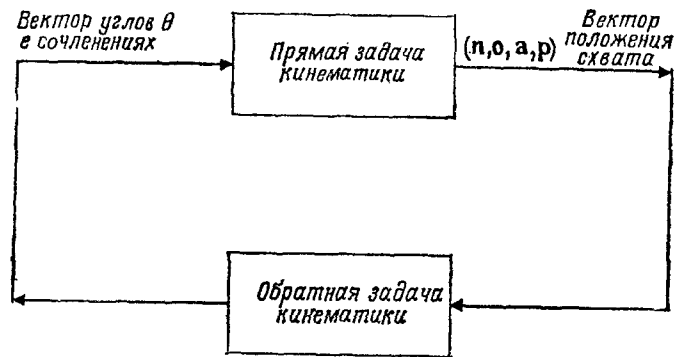 Вектор углов θ
в сочленениях
Прямая задача
кинематики
(n,o,a,p)
Вектор
положения
схвата
Обратная задача
кинематики